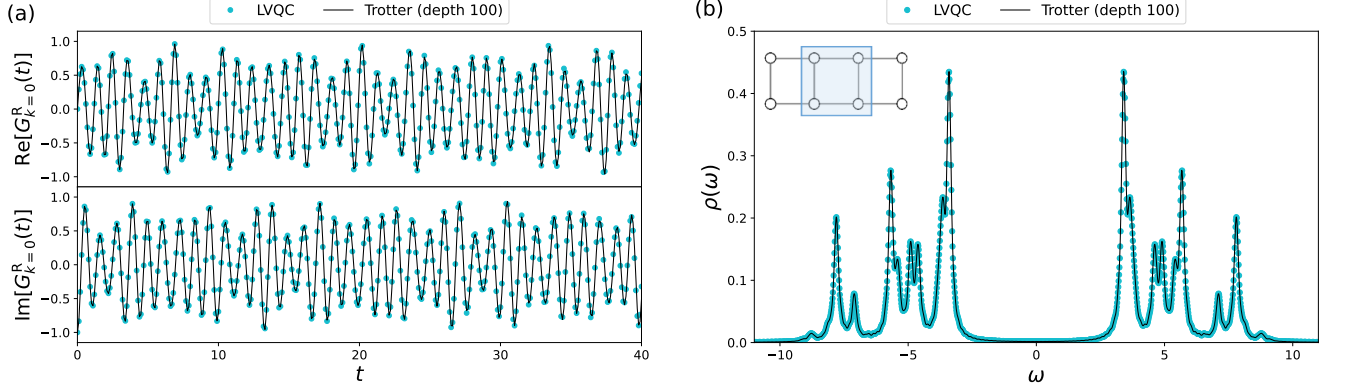 (a)
LVQC
Trotter (depth 100)
1.0
0.5
0.0
−0.5
−1.0
Re[G^R_{k=0}(t)]
1.0
0.5
0.0
−0.5
−1.0
Im[G^R_{k=0}(t)]
0
10
20
30
40
t
(b)
LVQC
Trotter (depth 100)
0.5
0.4
0.3
0.2
0.1
0.0
ρ(ω)
−10
−5
0
5
10
ω